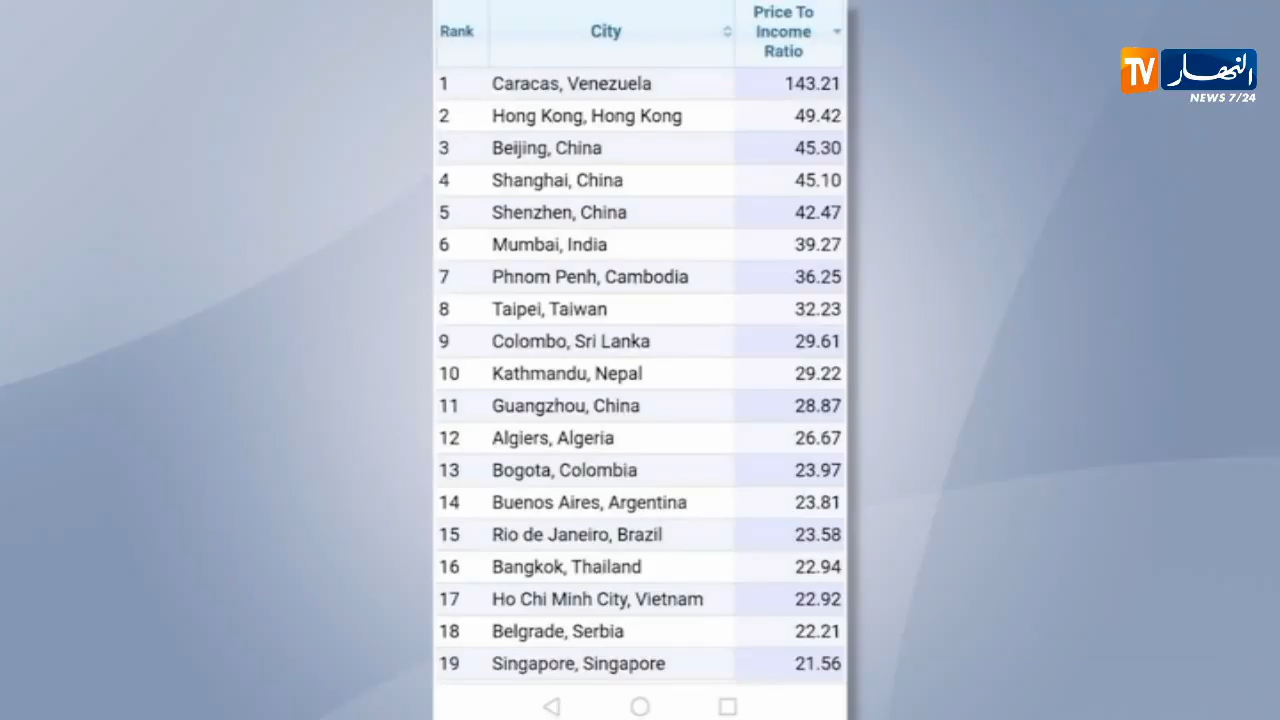 Rank City Price To Income Ratio
1 Caracas, Venezuela 143.21
2 Hong Kong, Hong Kong 49.42
3 Beijing, China 45.30
4 Shanghai, China 45.10
5 Shenzhen, China 42.47
6 Mumbai, India 39.27
7 Phnom Penh, Cambodia 36.25
8 Taipei, Taiwan 32.23
9 Colombo, Sri Lanka 29.61
10 Kathmandu, Nepal 29.22
11 Guangzhou, China 28.87
12 Algiers, Algeria 26.67
13 Bogota, Colombia 23.97
14 Buenos Aires, Argentina 23.81
15 Rio de Janeiro, Brazil 23.58
16 Bangkok, Thailand 22.94
17 Ho Chi Minh City, Vietnam 22.92
18 Belgrade, Serbia 22.21
19 Singapore, Singapore 21.56
TV النهار
NEWS 7/24